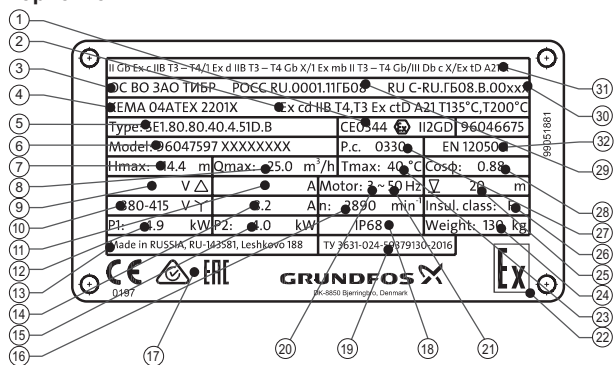 1
2
3
4
5
6
7
8
9
10
11
12
13
14
15
16
17
20
19
18
21
22
23
24
25
26
27
28
29
30
32
31
II Gb Ex c IIB T3 – T4/1 Ex d IIB T3 – T4 Gb X/1 Ex mb II T3 – T4 Gb/III Db c X/Ex tD A21
ОС ВО ЗАО ТИБР РОСС RU.0001.11ГБ08 RU C-RU.ГБ08.B.00xxx
KEMA 04ATEX 2201X Ex cd IIB T4,T3 Ex ctD A21 T135°C,T200°C
Type: SE1.80.80.40.4.51D.B CE0344 Ex II2GD 96046675
Model: 96047597 XXXXXXXX P.c. 0330 EN 12050
Hmax: 14.4 m Qmax: 25.0 m³/h Tmax: 40 °C Cosφ: 0.88
V △ A Motor: 3 ~ 50 Hz 20 m
380-415 V Y 8.2 A n: 2890 min⁻¹ Insul. class: F
P1: 4.9 kW P2: 4.0 kW IP68 Weight: 130 kg
Made in RUSSIA, RU-143581, Leshkovo 188 TY 3631-024-59379130-2016
99051881
CE 0197 EAC
GRUNDFOS
DK-8850 Bjerringbro, Denmark
Ex